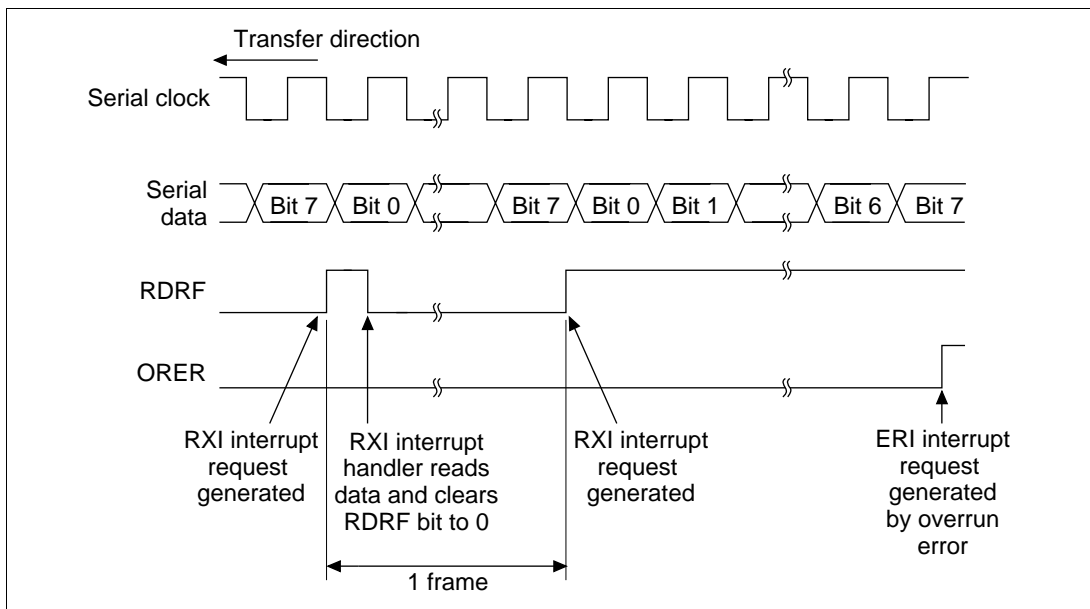 Transfer direction
Serial clock
Serial
data
Bit 7
Bit 0
Bit 7
Bit 0
Bit 1
Bit 6
Bit 7
RDRF
ORER
RXI interrupt
request
generated
RXI interrupt
handler reads
data and clears
RDRF bit to 0
RXI interrupt
request
generated
ERI interrupt
request
generated
by overrun
error
1 frame